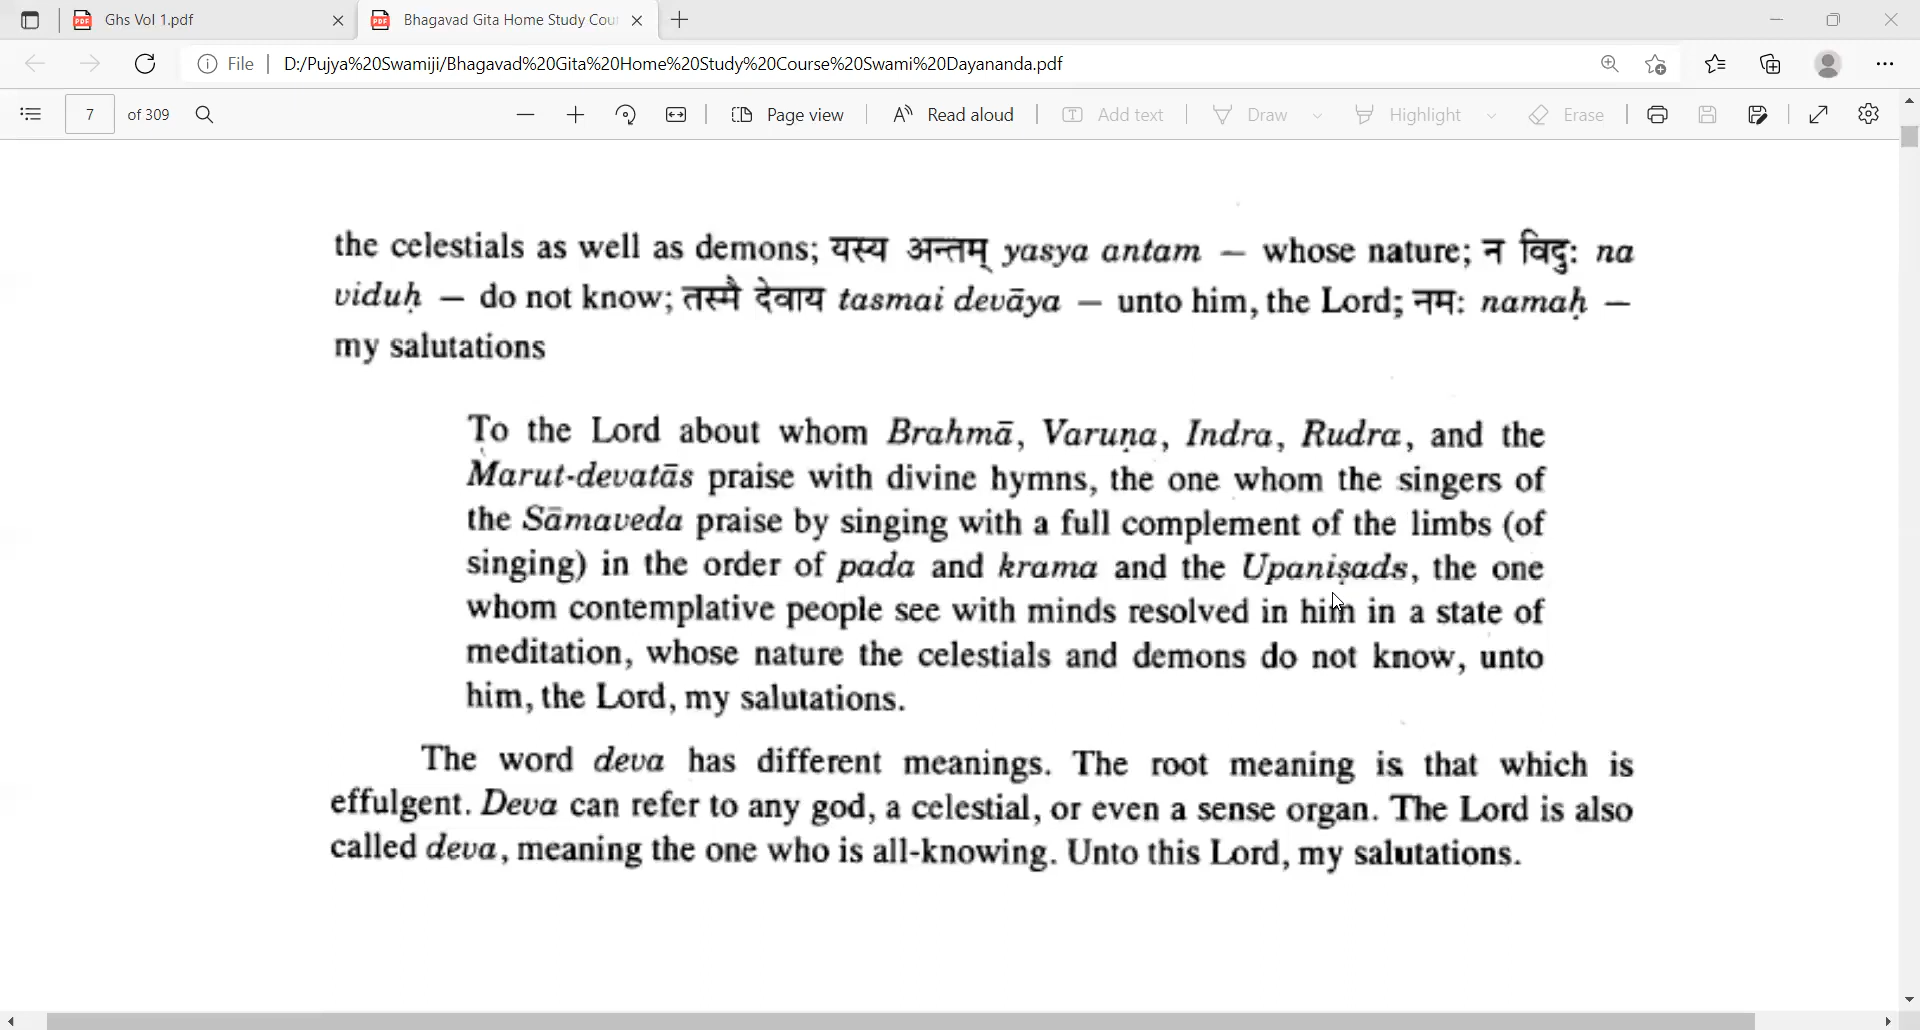 Ghs Vol 1.pdf
Bhagavad Gita Home Study Cou
File
D:/Pujya%20Swamiji/Bhagavad%20Gita%20Home%20Study%20Course%20Swami%20Dayananda.pdf
7 of 309
Page view
Read aloud
Add text
Draw
Highlight
Erase
the celestials as well as demons; यस्य अन्तम् yasya antam — whose nature; न विदुः na
viduḥ — do not know; तस्मै देवाय tasmai devāya — unto him, the Lord; नमः namaḥ —
my salutations
To the Lord about whom Brahmā, Varuṇa, Indra, Rudra, and the
Marut-devatās praise with divine hymns, the one whom the singers of
the Sāmaveda praise by singing with a full complement of the limbs (of
singing) in the order of pada and krama and the Upaniṣads, the one
whom contemplative people see with minds resolved in him in a state of
meditation, whose nature the celestials and demons do not know, unto
him, the Lord, my salutations.
The word deva has different meanings. The root meaning is that which is
effulgent. Deva can refer to any god, a celestial, or even a sense organ. The Lord is also
called deva, meaning the one who is all-knowing. Unto this Lord, my salutations.